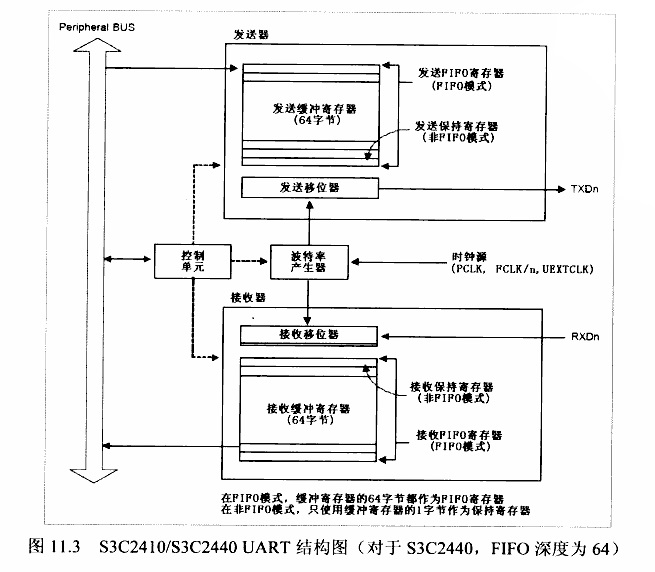 Peripheral BUS
发送器
发送FIFO寄存器
(FIFO模式)
发送缓冲寄存器
(64字节)
发送保持寄存器
(非FIFO模式)
发送移位器
TXDn
控制
单元
波特率
产生器
时钟源
(PCLK, FCLK/n,UEXTCLK)
接收器
接收移位器
RXDn
接收保持寄存器
(非FIFO模式)
接收缓冲寄存器
(64字节)
接收FIFO寄存器
(FIFO模式)
在FIFO模式，缓冲寄存器的64字节都作为FIFO寄存器
在非FIFO模式，只使用缓冲寄存器的1字节作为保持寄存器
图 11.3 S3C2410/S3C2440 UART 结构图（对于 S3C2440，FIFO 深度为 64）